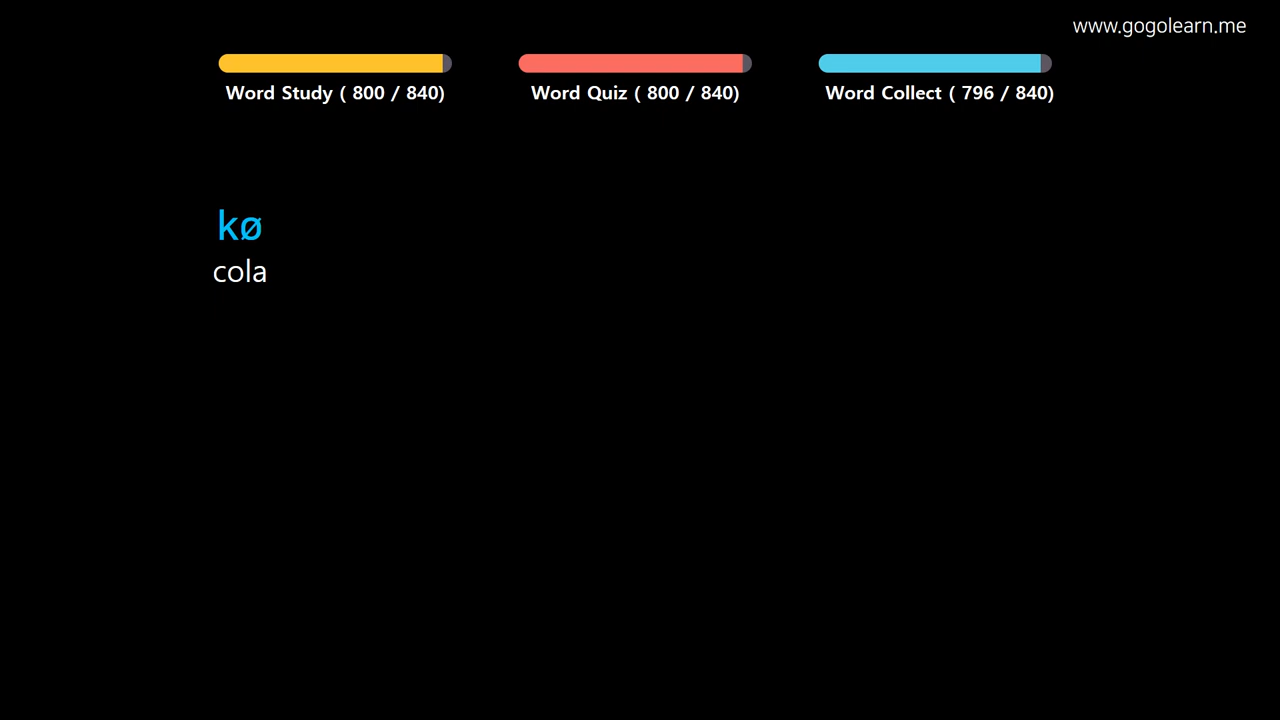 www.gogolearn.me
Word Study ( 800 / 840)
Word Quiz ( 800 / 840)
Word Collect ( 796 / 840)
kø
cola